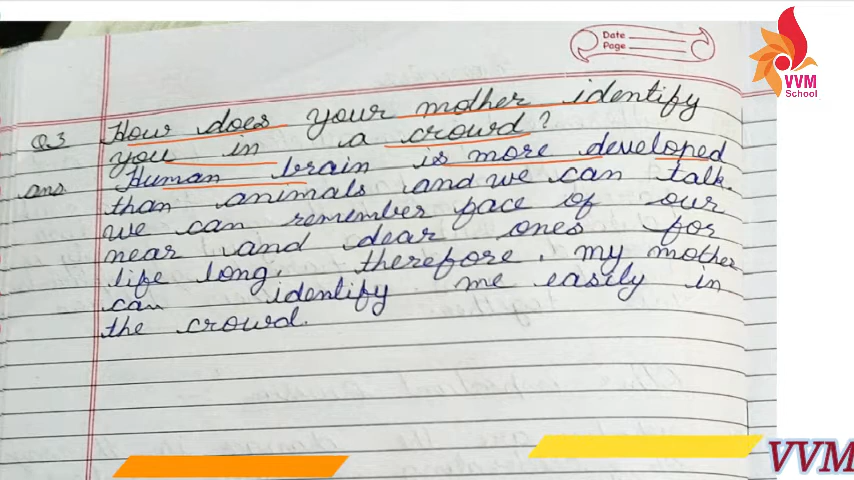 Date
Page
VVM
School
Q3 How does your mother identify
you in a crowd?
ans Human brain is more developed
than animals and we can talk.
we can remember face of our
near and dear ones for
life long, therefore, my mother
can identify me easily in
the crowd.
VVM